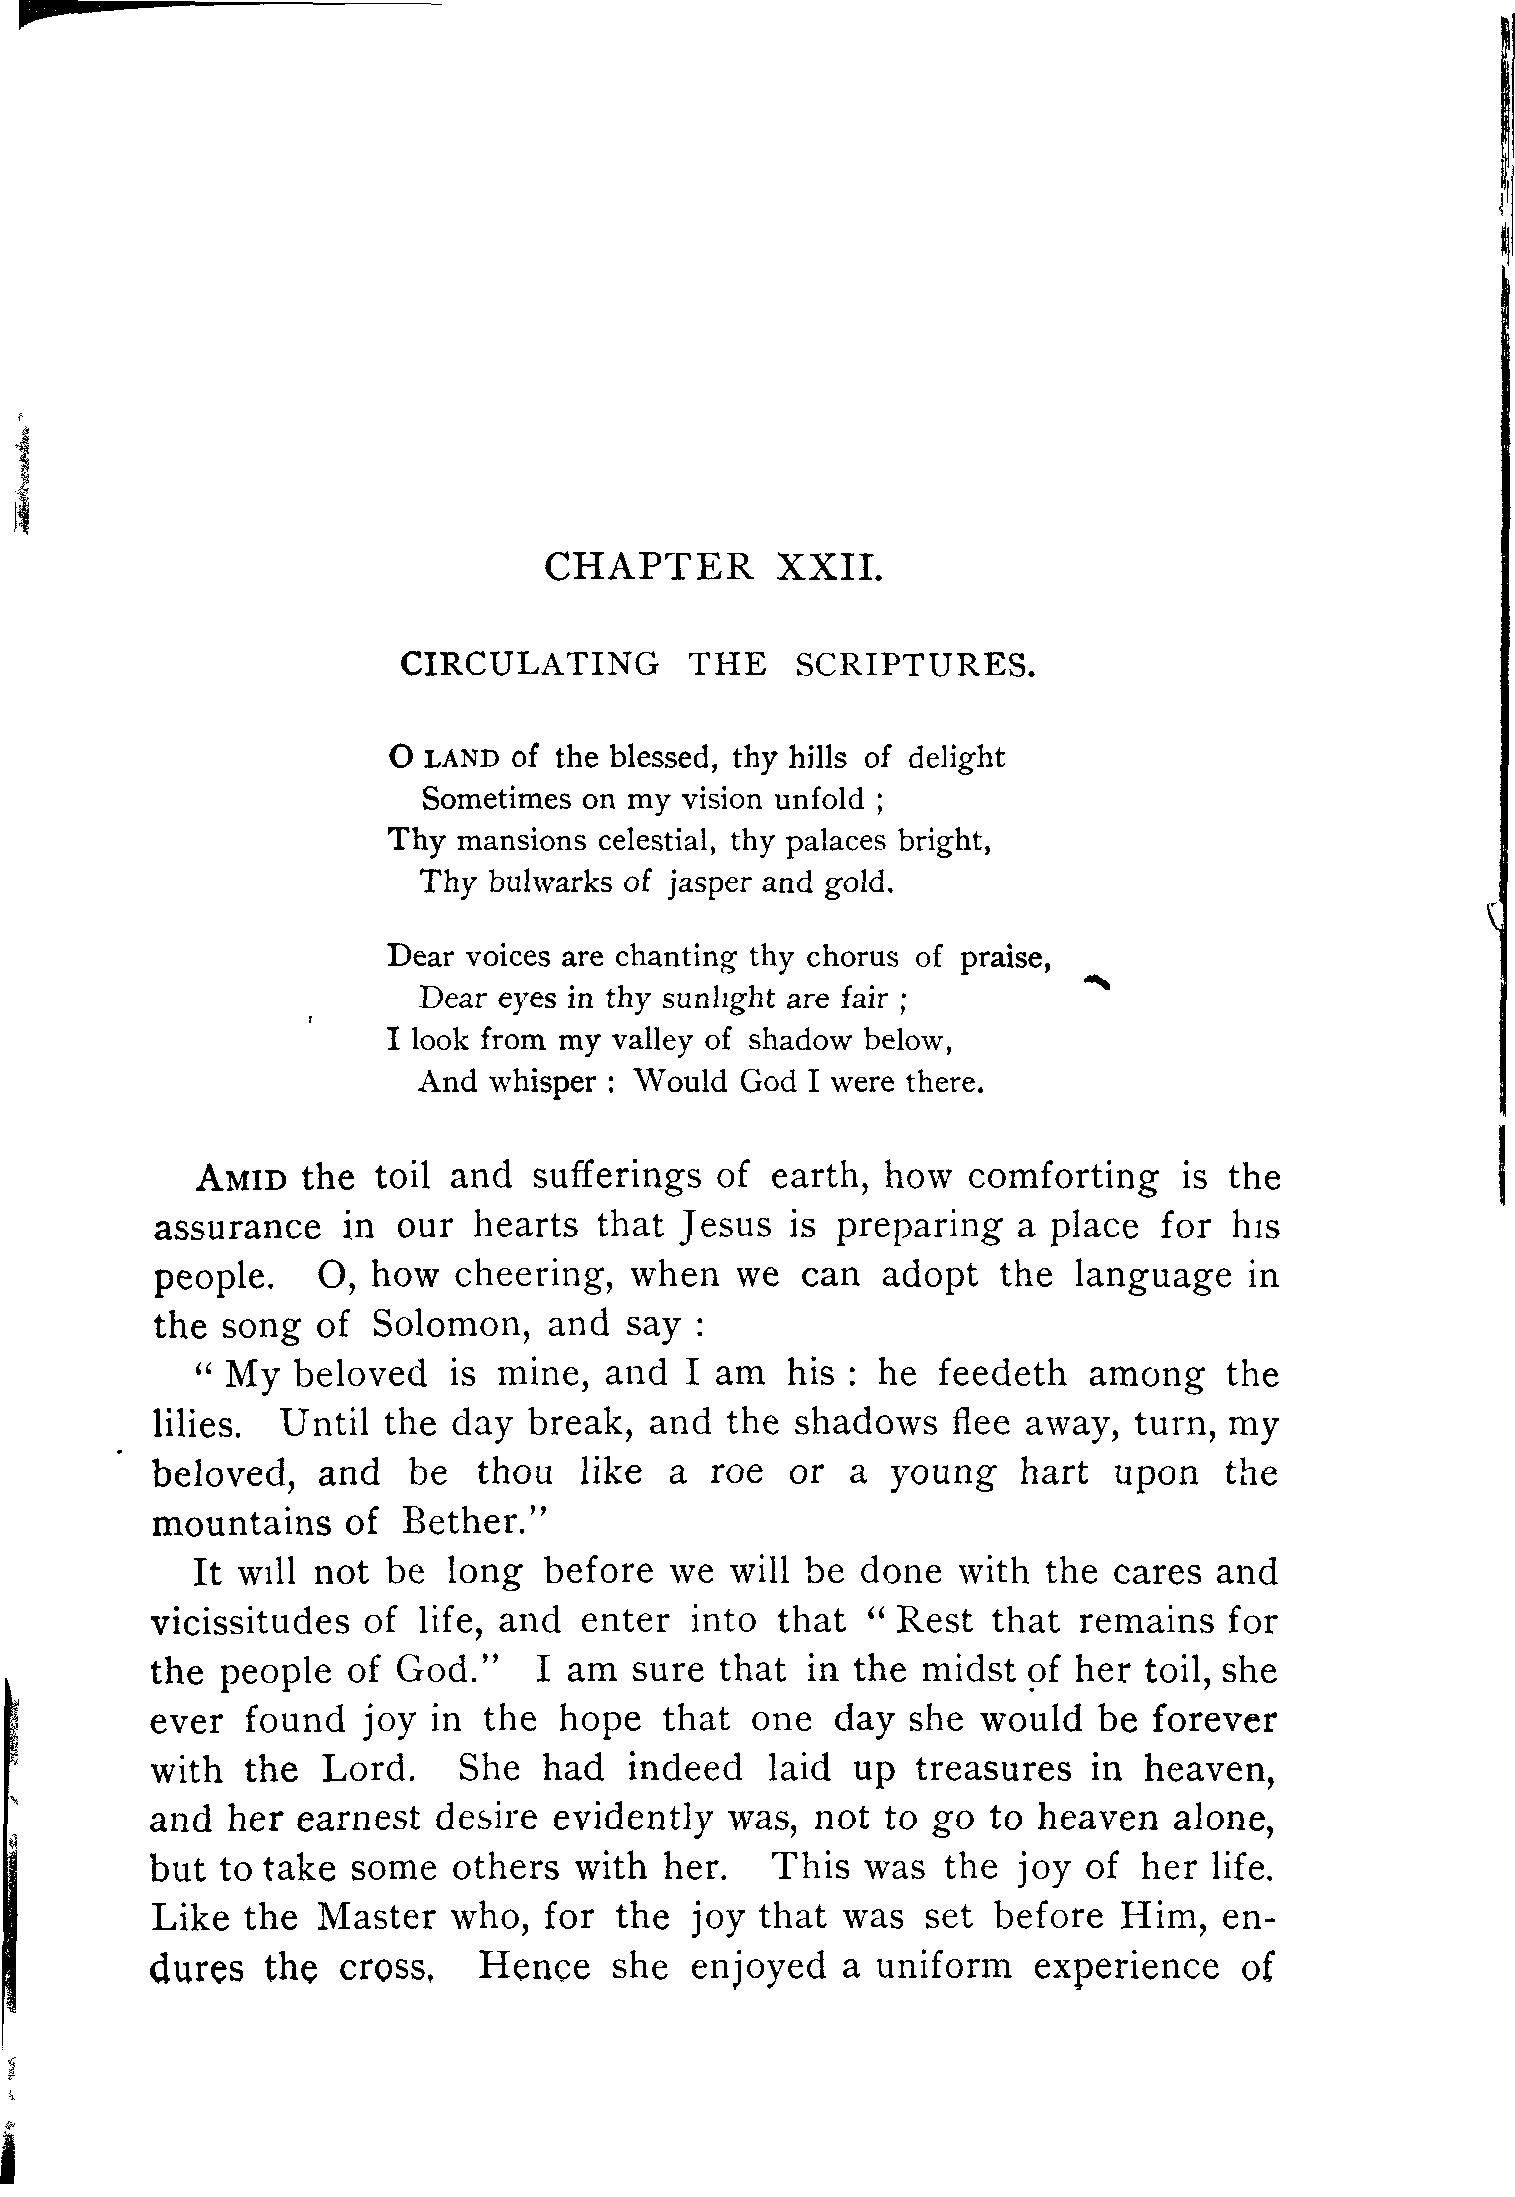 CHAPTER XXII.
CIRCULATING THE SCRIPTURES.
O LAND of the blessed, thy hills of delight
Sometimes on my vision unfold ;
Thy mansions celestial, thy palaces bright,
Thy bulwarks of jasper and gold.
Dear voices are chanting thy chorus of praise,
Dear eyes in thy sunlight are fair ;
I look from my valley of shadow below,
And whisper : Would God I were there.
AMID the toil and sufferings of earth, how comforting is the
assurance in our hearts that Jesus is preparing a place for his
people. O, how cheering, when we can adopt the language in
the song of Solomon, and say :
“ My beloved is mine, and I am his : he feedeth among the
lilies. Until the day break, and the shadows flee away, turn, my
beloved, and be thou like a roe or a young hart upon the
mountains of Bether.”
It will not be long before we will be done with the cares and
vicissitudes of life, and enter into that “ Rest that remains for
the people of God.” I am sure that in the midst of her toil, she
ever found joy in the hope that one day she would be forever
with the Lord. She had indeed laid up treasures in heaven,
and her earnest desire evidently was, not to go to heaven alone,
but to take some others with her. This was the joy of her life.
Like the Master who, for the joy that was set before Him, en-
dures the cross. Hence she enjoyed a uniform experience of